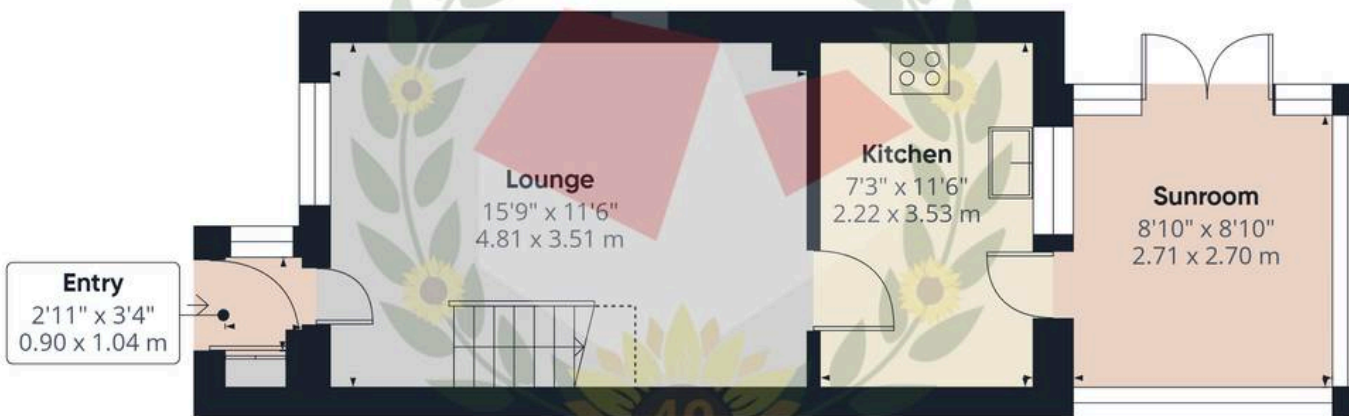 Lounge
15'9" x 11'6"
4.81 x 3.51 m
Kitchen
7'3" x 11'6"
2.22 x 3.53 m
Sunroom
8'10" x 8'10"
2.71 x 2.70 m
Entry
2'11" x 3'4"
0.90 x 1.04 m